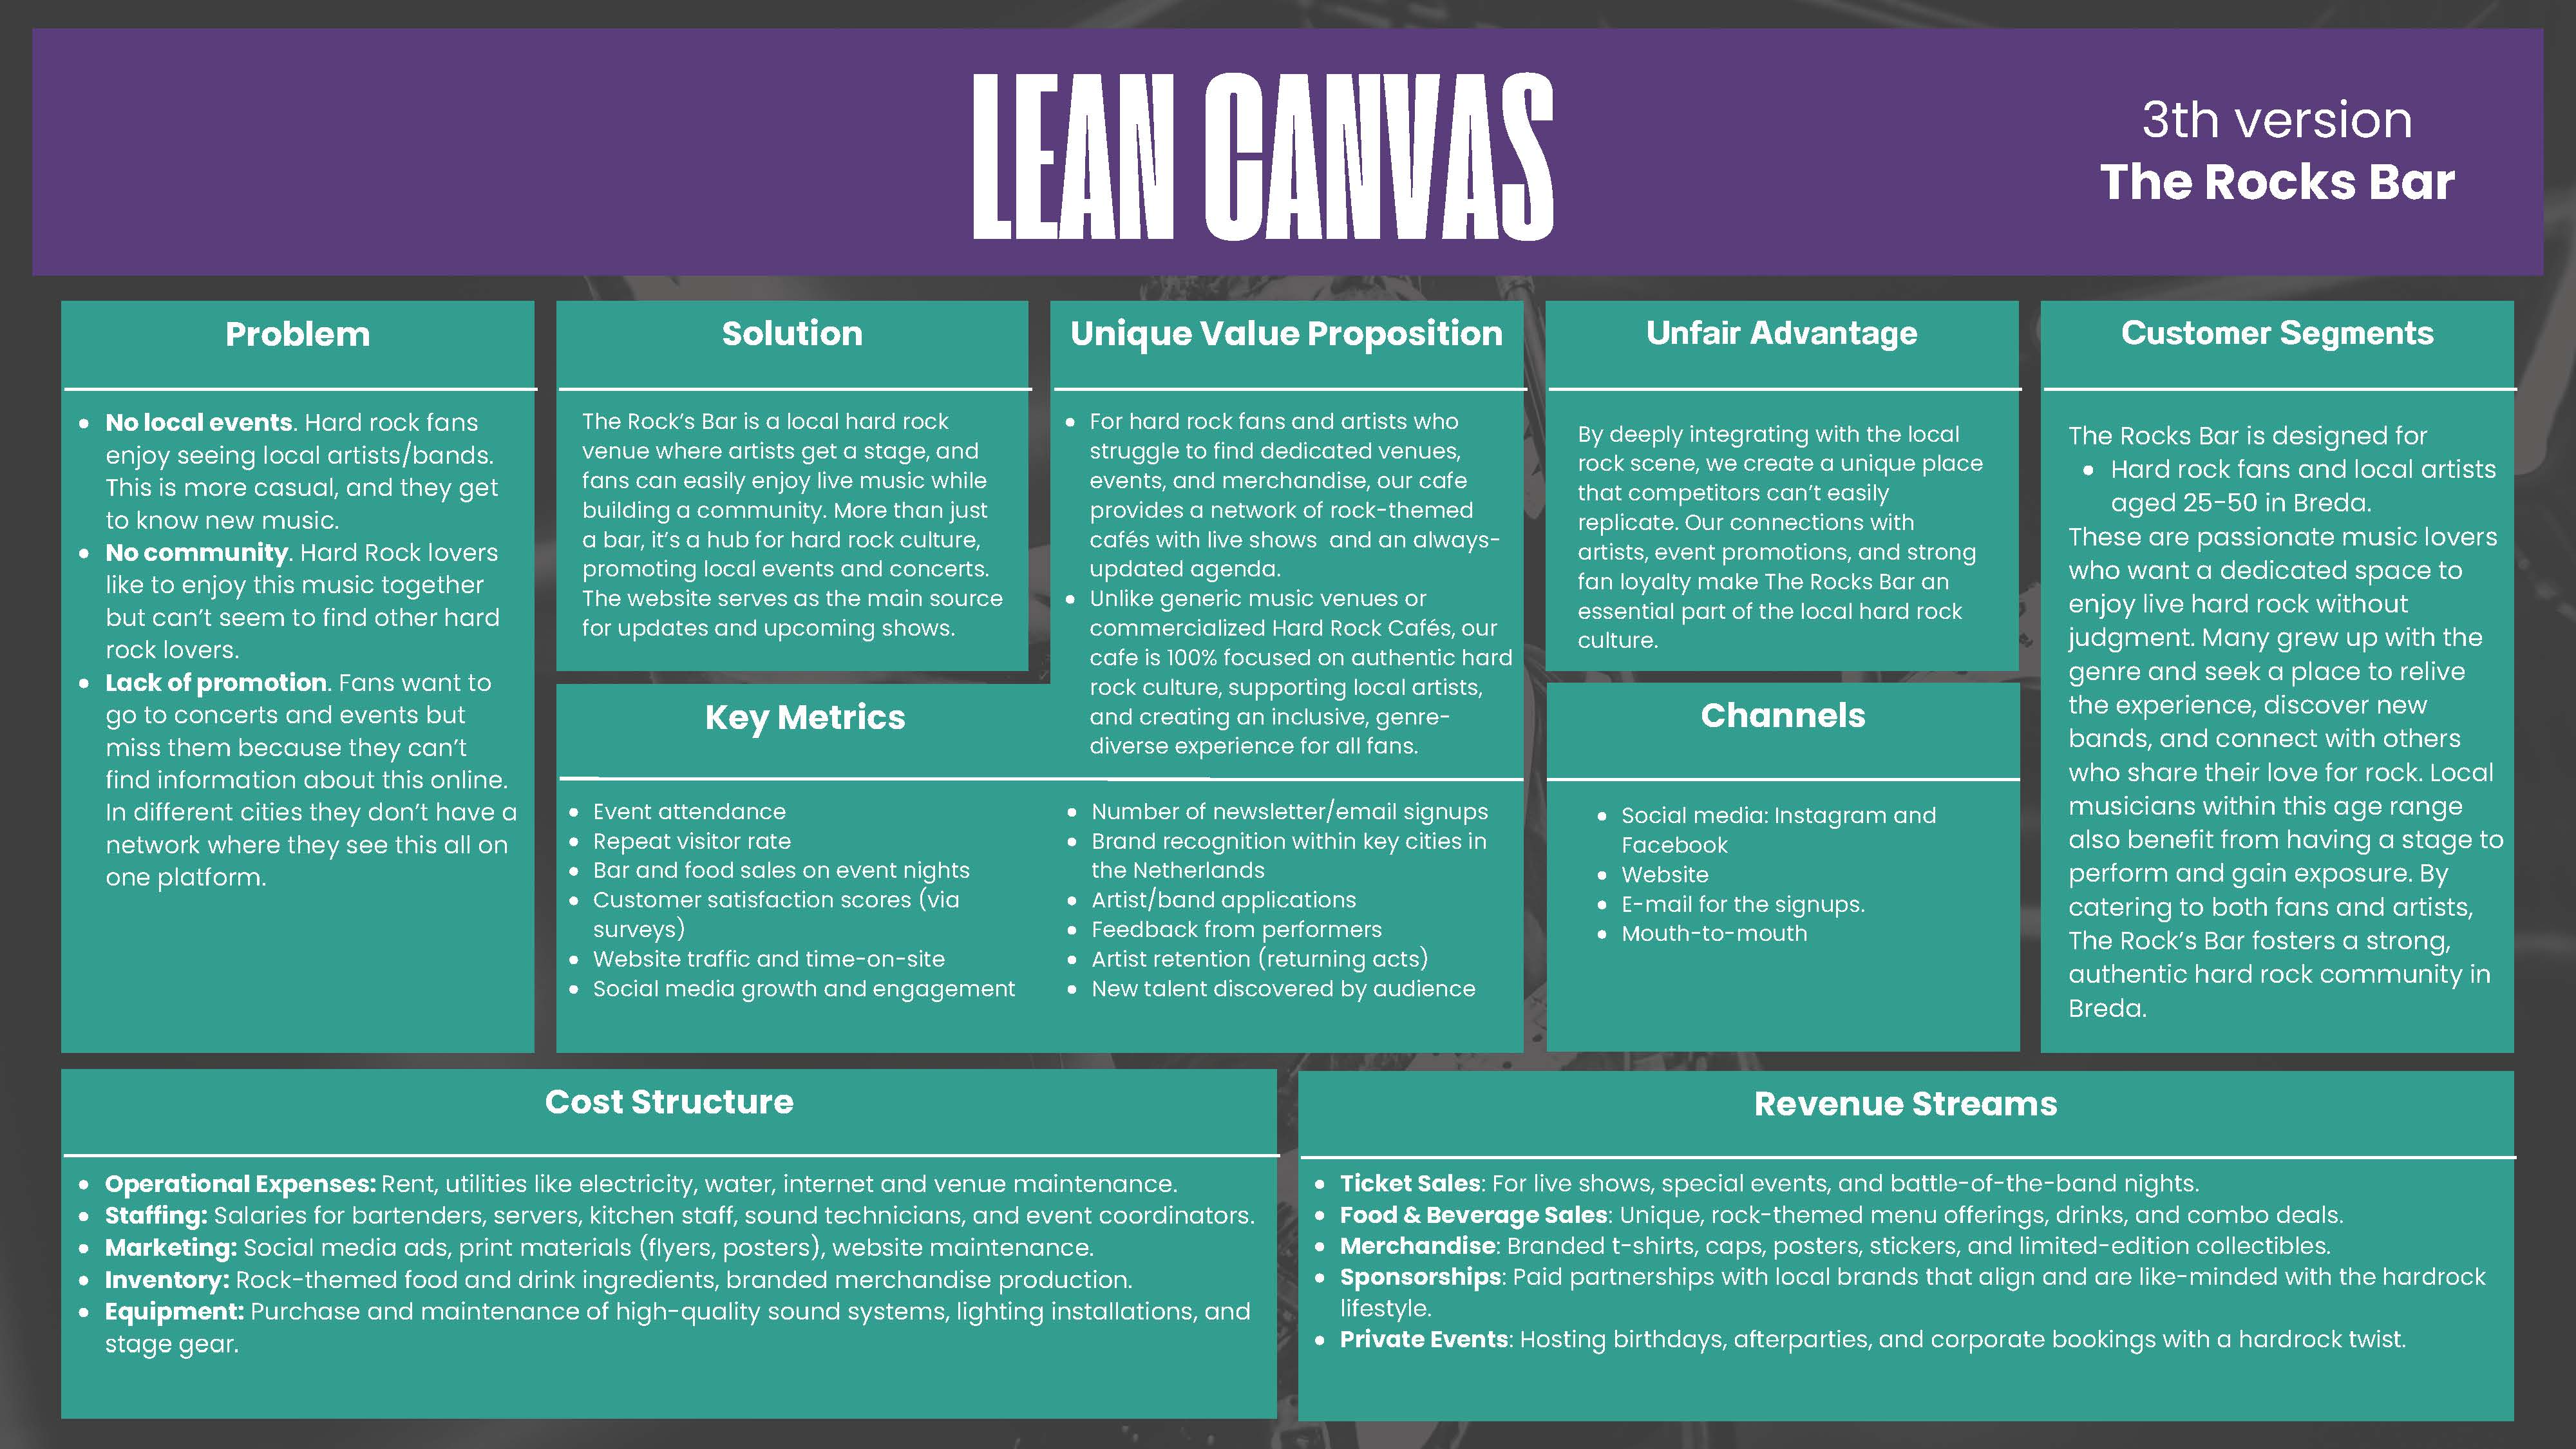 LEAN CANVAS
3th version
The Rocks Bar
Problem
• No local events. Hard rock fans
enjoy seeing local artists/bands.
This is more casual, and they get
to know new music.
• No community. Hard Rock lovers
like to enjoy this music together
but can't seem to find other hard
rock lovers.
• Lack of promotion. Fans want to
go to concerts and events but
miss them because they can't
find information about this online.
In different cities they don't have a
network where they see this all on
one platform.
Solution
The Rock's Bar is a local hard rock
venue where artists get a stage, and
fans can easily enjoy live music while
building a community. More than just
a bar, it's a hub for hard rock culture,
promoting local events and concerts.
The website serves as the main source
for updates and upcoming shows.
Unique Value Proposition
• For hard rock fans and artists who
struggle to find dedicated venues,
events, and merchandise, our cafe
provides a network of rock-themed
cafés with live shows and an always-
updated agenda.
• Unlike generic music venues or
commercialized Hard Rock Cafés, our
cafe is 100% focused on authentic hard
rock culture, supporting local artists,
and creating an inclusive, genre-
diverse experience for all fans.
Key Metrics
• Event attendance
• Repeat visitor rate
• Bar and food sales on event nights
• Customer satisfaction scores (via
surveys)
• Website traffic and time-on-site
• Social media growth and engagement
• Number of newsletter/email signups
• Brand recognition within key cities in
the Netherlands
• Artist/band applications
• Feedback from performers
• Artist retention (returning acts)
• New talent discovered by audience
Unfair Advantage
By deeply integrating with the local
rock scene, we create a unique place
that competitors can't easily
replicate. Our connections with
artists, event promotions, and strong
fan loyalty make The Rocks Bar an
essential part of the local hard rock
culture.
Channels
• Social media: Instagram and
Facebook
• Website
• E-mail for the signups.
• Mouth-to-mouth
Customer Segments
The Rocks Bar is designed for
• Hard rock fans and local artists
aged 25-50 in Breda.
These are passionate music lovers
who want a dedicated space to
enjoy live hard rock without
judgment. Many grew up with the
genre and seek a place to relive
the experience, discover new
bands, and connect with others
who share their love for rock. Local
musicians within this age range
also benefit from having a stage to
perform and gain exposure. By
catering to both fans and artists,
The Rock's Bar fosters a strong,
authentic hard rock community in
Breda.
Cost Structure
• Operational Expenses: Rent, utilities like electricity, water, internet and venue maintenance.
• Staffing: Salaries for bartenders, servers, kitchen staff, sound technicians, and event coordinators.
• Marketing: Social media ads, print materials (flyers, posters), website maintenance.
• Inventory: Rock-themed food and drink ingredients, branded merchandise production.
• Equipment: Purchase and maintenance of high-quality sound systems, lighting installations, and
stage gear.
Revenue Streams
• Ticket Sales: For live shows, special events, and battle-of-the-band nights.
• Food & Beverage Sales: Unique, rock-themed menu offerings, drinks, and combo deals.
• Merchandise: Branded t-shirts, caps, posters, stickers, and limited-edition collectibles.
• Sponsorships: Paid partnerships with local brands that align and are like-minded with the hardrock
lifestyle.
• Private Events: Hosting birthdays, afterparties, and corporate bookings with a hardrock twist.